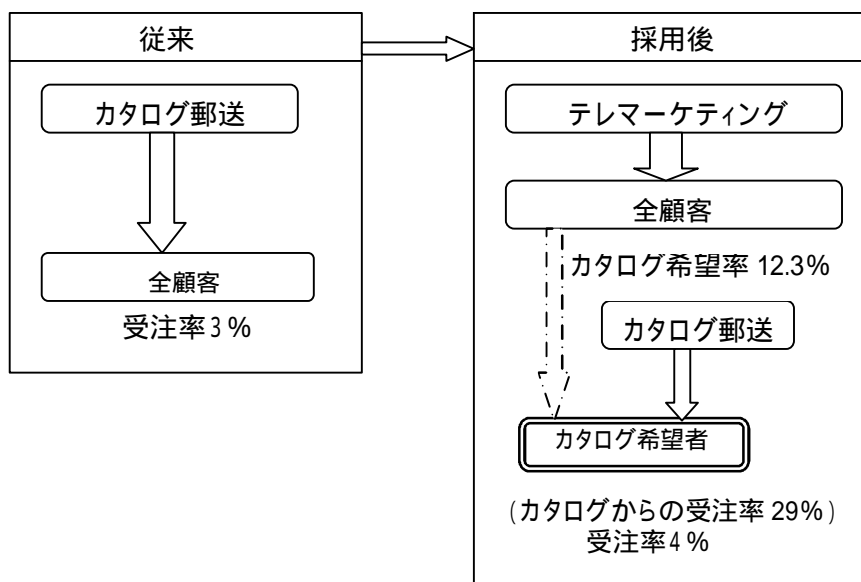 従来
カタログ郵送
全顧客
受注率3%
採用後
テレマーケティング
全顧客
カタログ希望率 12.3%
カタログ郵送
カタログ希望者
(カタログからの受注率 29%)
受注率4%